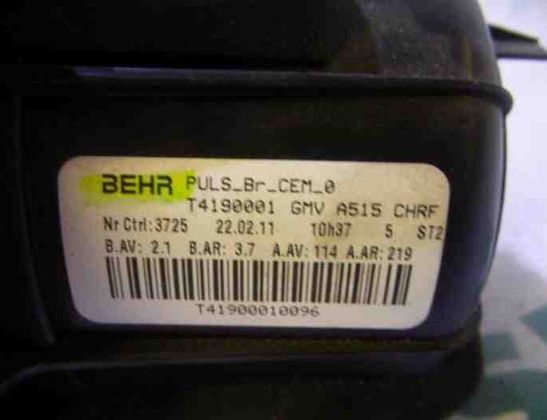 BEHR PULS_Br_CEM_0
T4190001 GMV A515 CHRF
Nr Ctrl:3725 22.02.11 10h37 5 ST2
B.AV: 2.1 B.AR: 3.7 A.AV: 114 A.AR: 219
T41900010096